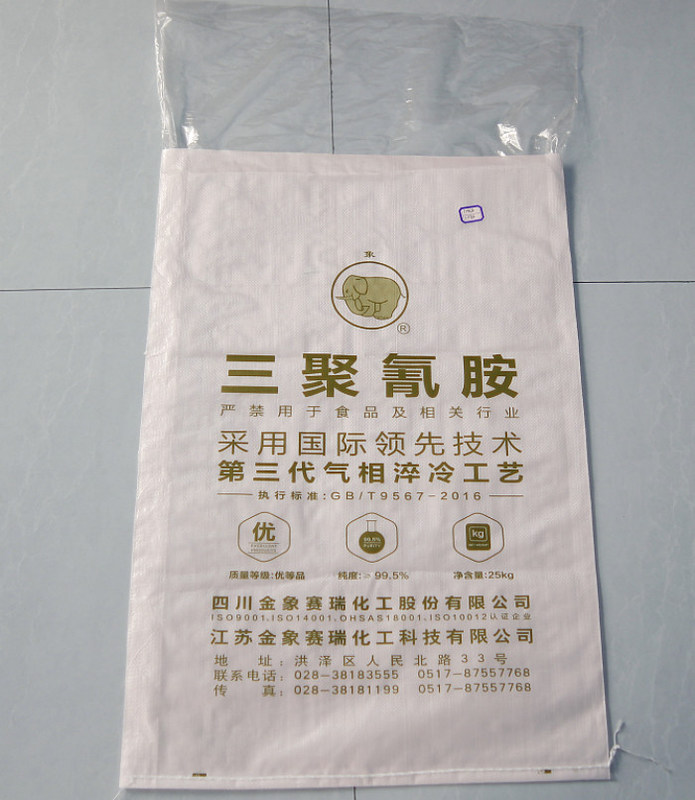 R
三聚氰胺
严禁用于食品及相关行业
采用国际领先技术
第三代气相淬冷工艺
执行标准:GB/T9567-2016
优
99.5%
PURITY
kg
质量等级:优等品
纯度:≥99.5%
净含量:25kg
四川金象赛瑞化工股份有限公司
ISO9001.ISO14001.OHSAS18001.ISO10012认证企业
江苏金象赛瑞化工科技有限公司
地 址: 洪泽区人民北路33号
联系电话: 028-38183555 0517-87557768
传 真: 028-38181199 0517-87557768